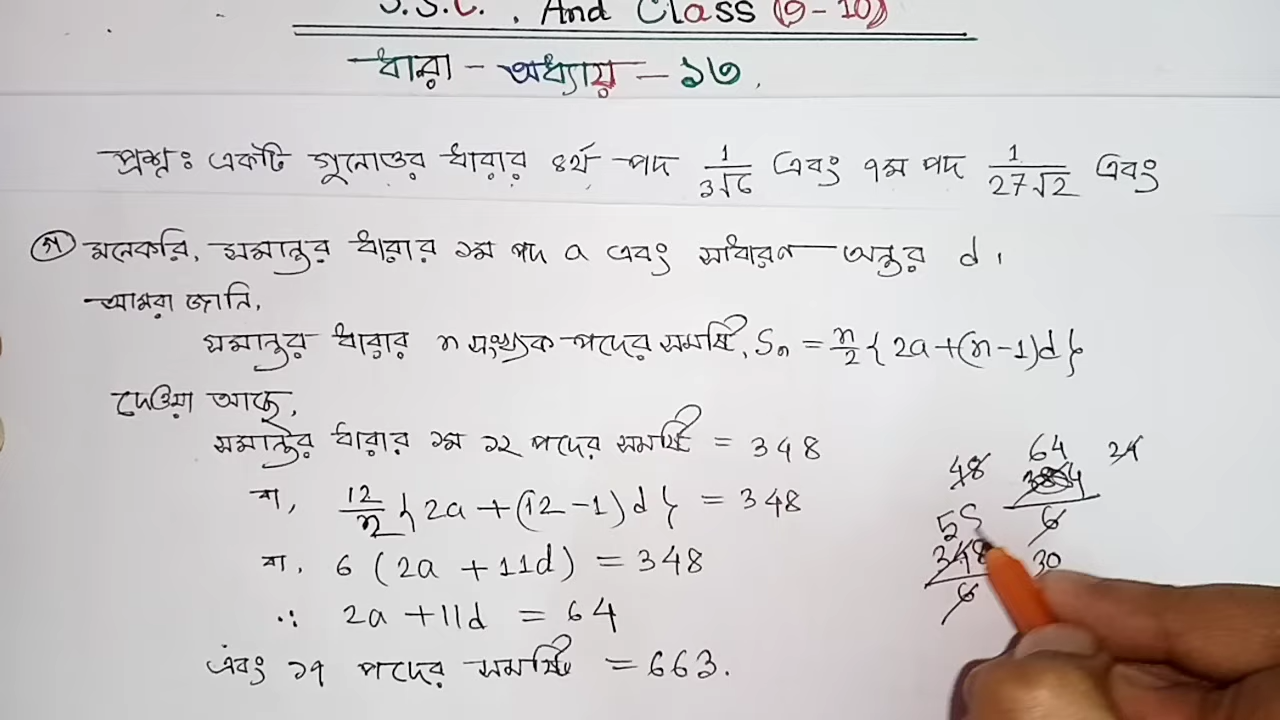 S.S.C. , And Class (9-10)
ধারা - অধ্যায় - ১৩
প্রশ্নঃ একটি গুনোত্তর ধারার ৪র্থ পদ 1/3√6 এবং ৭ম পদ 1/27√2 এবং
গ মনেকরি, সমান্তর ধারার ১ম পদ a এবং সাধারণ অন্তর d ,
আমরা জানি,
সমান্তর ধারার n সংখ্যক পদের সমষ্টি, Sn = n/2 { 2a + (n-1)d }
দেওয়া আছে,
সমান্তর ধারার ১ম ১২ পদের সমষ্টি = 348
বা, 12/2 { 2a + (12-1)d } = 348
বা, 6 (2a + 11d) = 348
∴ 2a + 11d = 64
এবং ১৭ পদের সমষ্টি = 663.
48 64 24
6
348 30
6